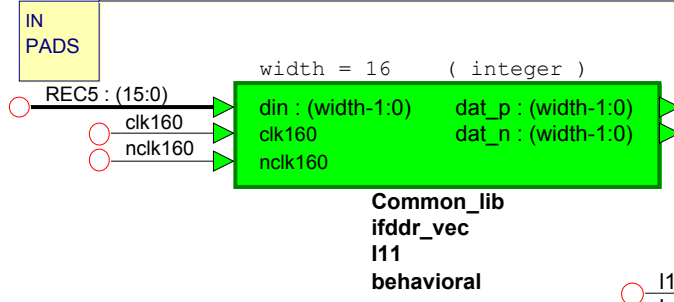 IN
PADS
width = 16 ( integer )
REC5 : (15:0)
din : (width-1:0) dat_p : (width-1:0)
clk160
clk160 dat_n : (width-1:0)
nclk160
nclk160
Common_lib
ifddr_vec
I11
behavioral